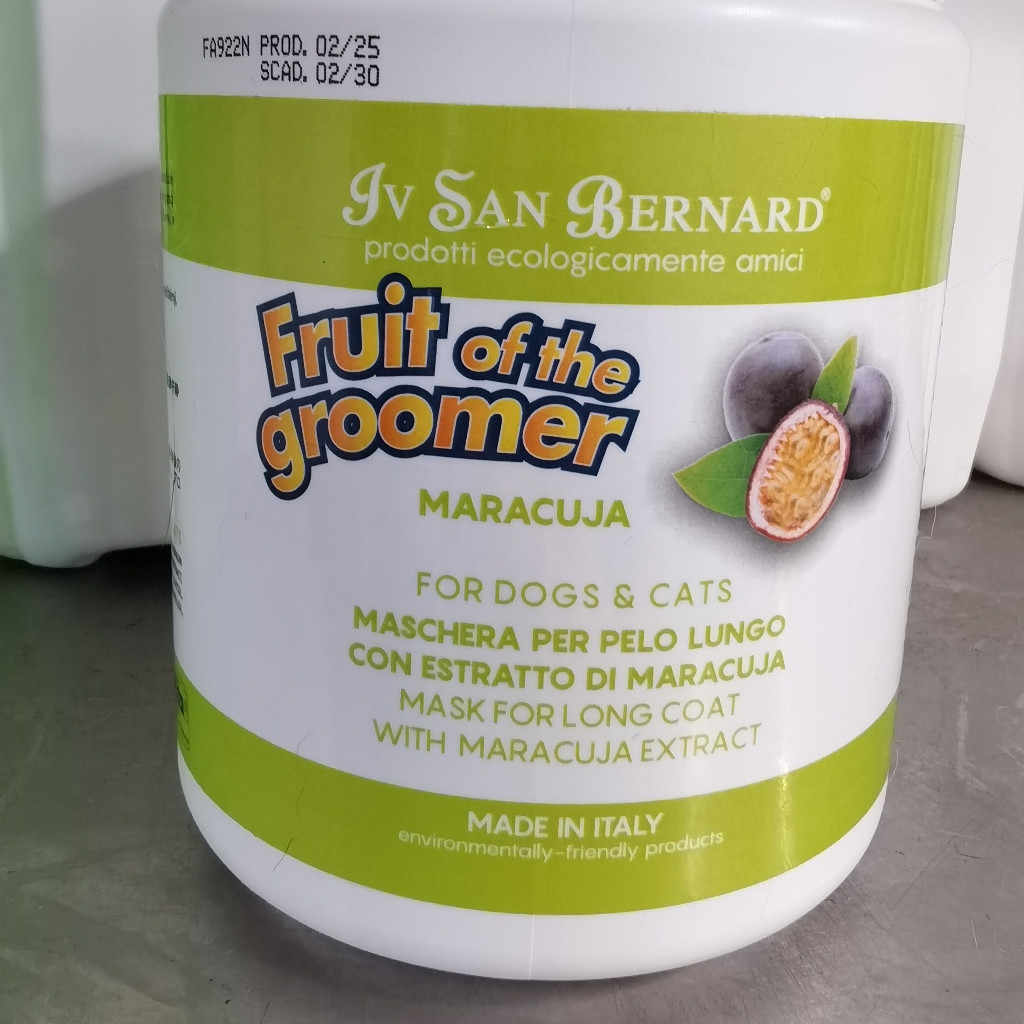 FA922N PROD. 02/25
SCAD. 02/30
IV SAN BERNARD®
prodotti ecologicamente amici
Fruit of the
groomer
MARACUJA
FOR DOGS & CATS
MASCHERA PER PELO LUNGO
CON ESTRATTO DI MARACUJA
MASK FOR LONG COAT
WITH MARACUJA EXTRACT
MADE IN ITALY
environmentally-friendly products